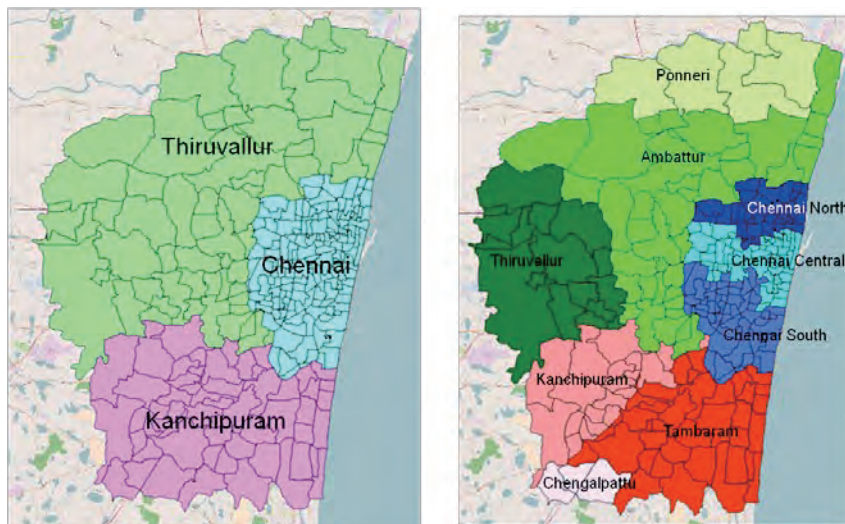 Thiruvallur
Chennai
Kanchipuram
Ponneri
Ambattur
Chennai North
Thiruvallur
Chennai Central
Chennai South
Kanchipuram
Tambaram
Chengalpattu